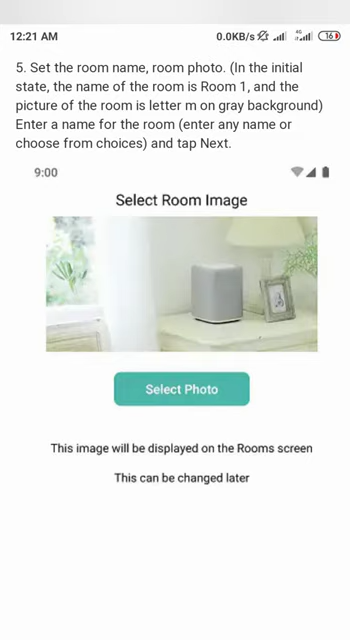 12:21 AM 0.0KB/s 4G 16
5. Set the room name, room photo. (In the initial
state, the name of the room is Room 1, and the
picture of the room is letter m on gray background)
Enter a name for the room (enter any name or
choose from choices) and tap Next.
9:00
Select Room Image
Select Photo
This image will be displayed on the Rooms screen
This can be changed later